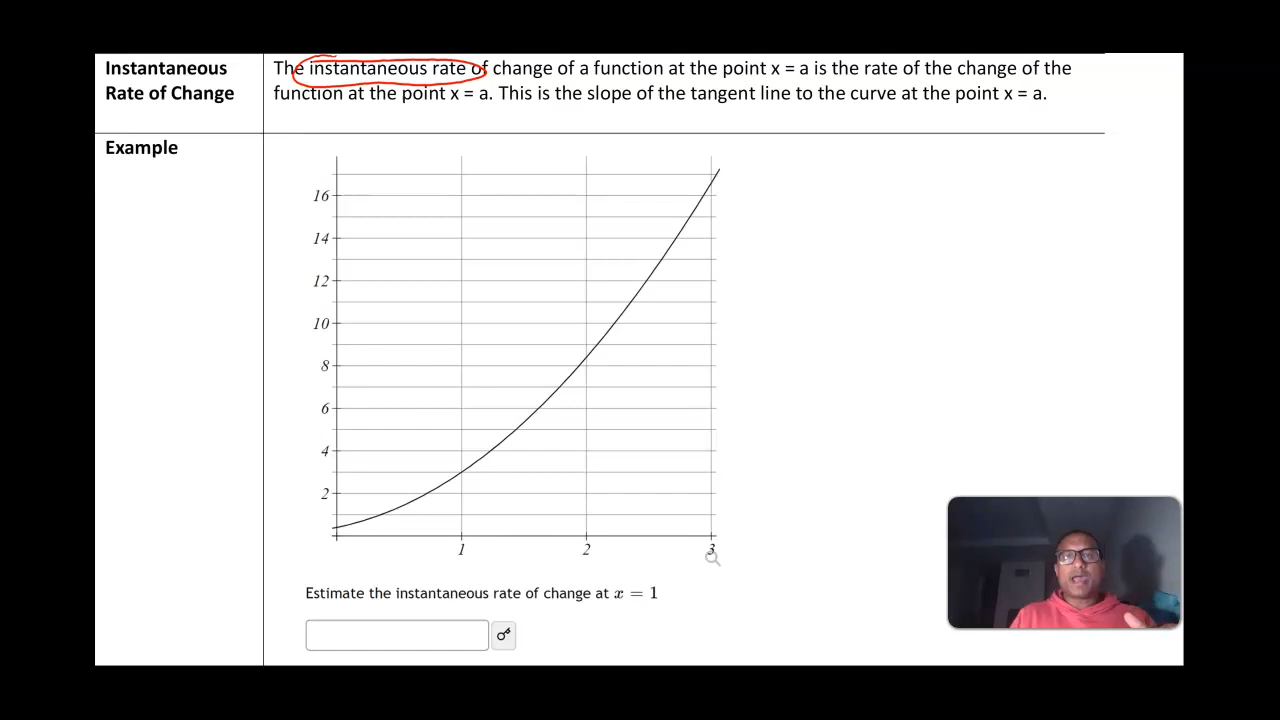 Instantaneous
Rate of Change
The instantaneous rate of change of a function at the point x = a is the rate of the change of the
function at the point x = a. This is the slope of the tangent line to the curve at the point x = a.
Example
16
14
12
10
8
6
4
2
1 2 3
Estimate the instantaneous rate of change at x = 1